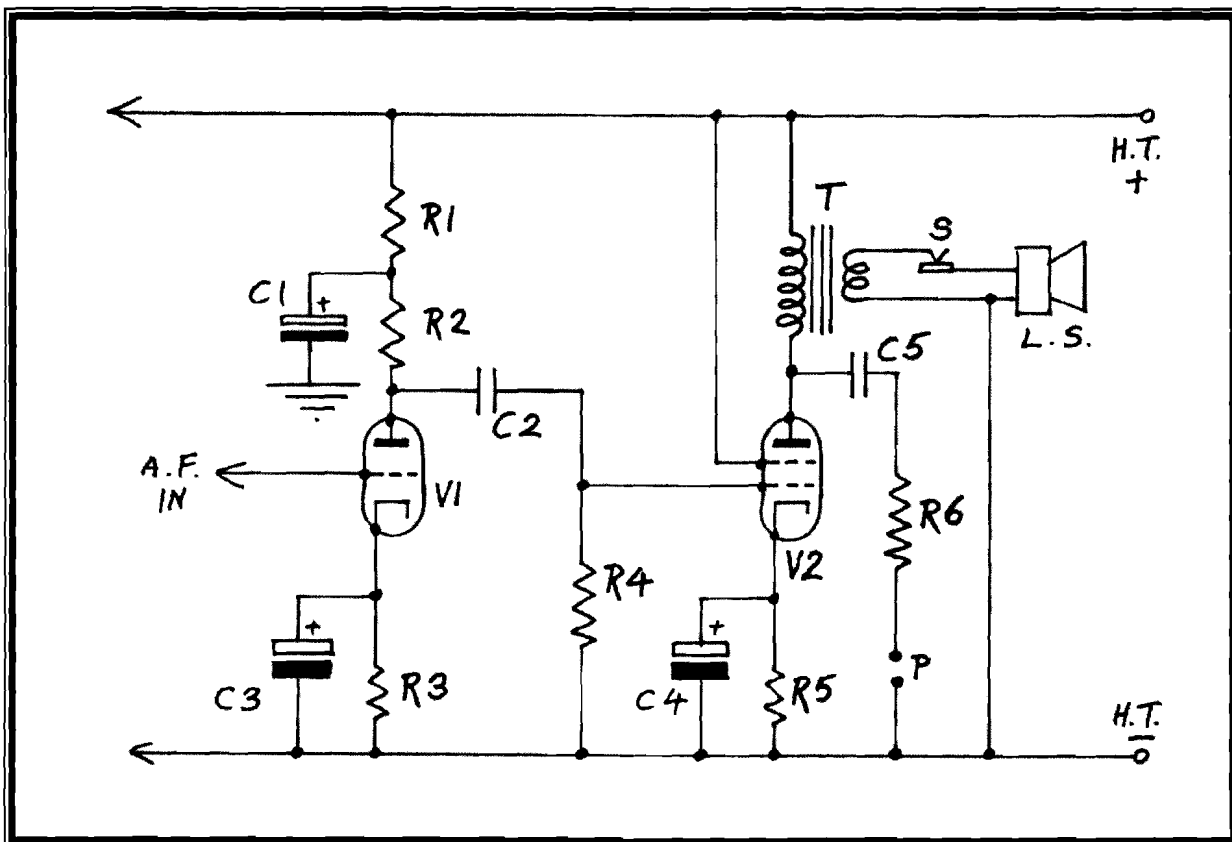 H.T.
+
T
S
R1
C1
+
R2
L.S.
C5
C2
A.F.
IN
V1
R6
V2
R4
+
+
P
C3
R3
C4
R5
H.T.
−